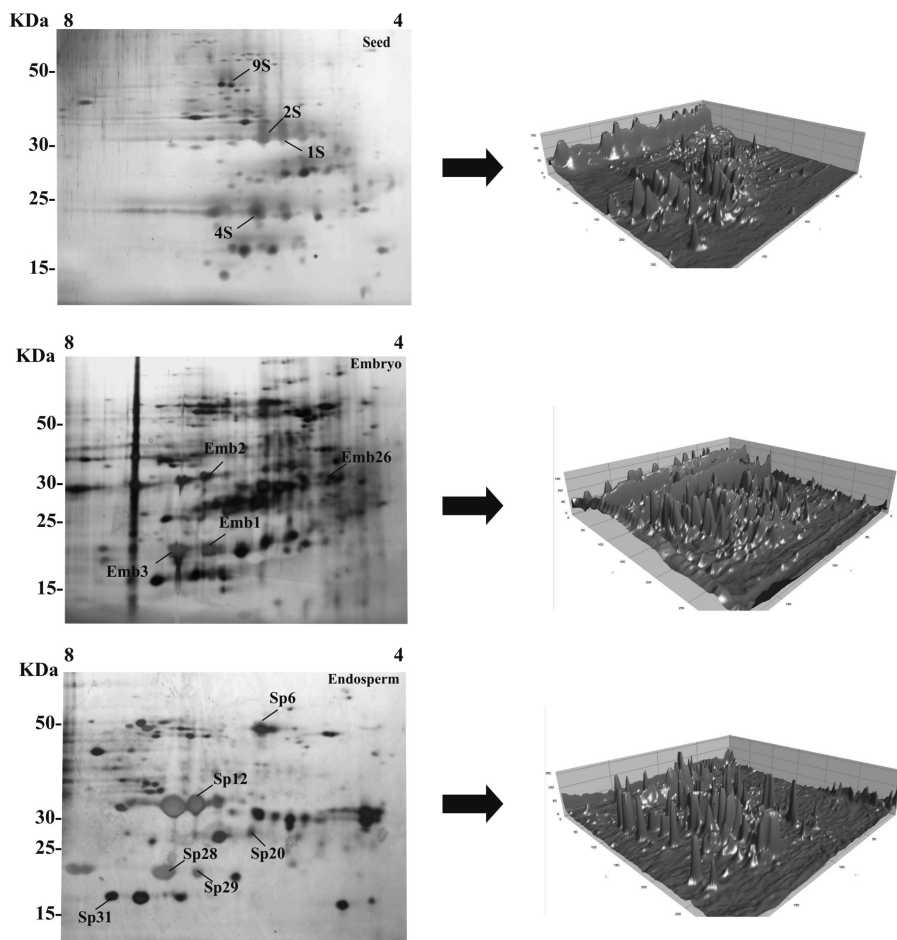 KDa 8 4
Seed
50-
9S
2S
30-
1S
25-
4S
15-
8 4
KDa
Embryo
50-
Emb2
Emb26
30-
25-
Emb1
Emb3
15-
8 4
KDa
Endosperm
Sp6
50-
Sp12
30-
Sp20
25-
Sp28
Sp29
Sp31
15-